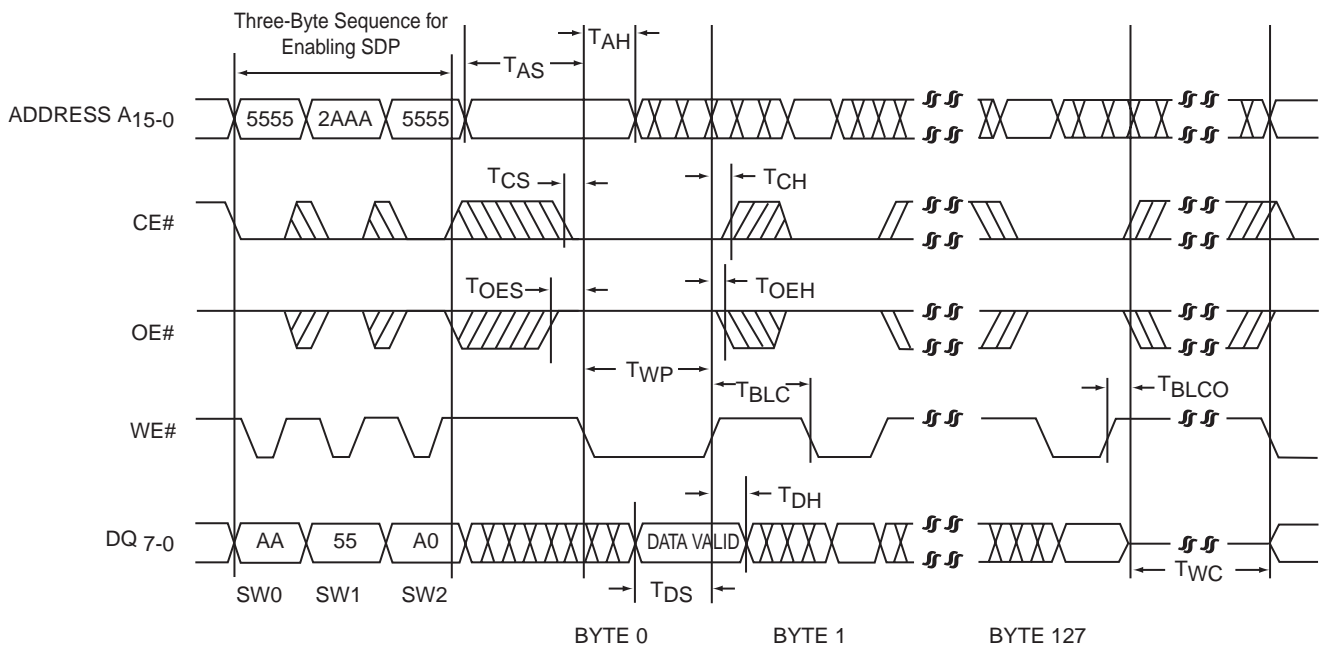 Three-Byte Sequence for
Enabling SDP
TAH
TAS
ADDRESS A15-0
5555 2AAA 5555
TCS
TCH
CE#
TOES
TOEH
OE#
TWP
TBLC
TBLCO
WE#
TDH
DQ 7-0
AA 55 A0
DATA VALID
TWC
SW0 SW1 SW2
TDS
BYTE 0 BYTE 1 BYTE 127